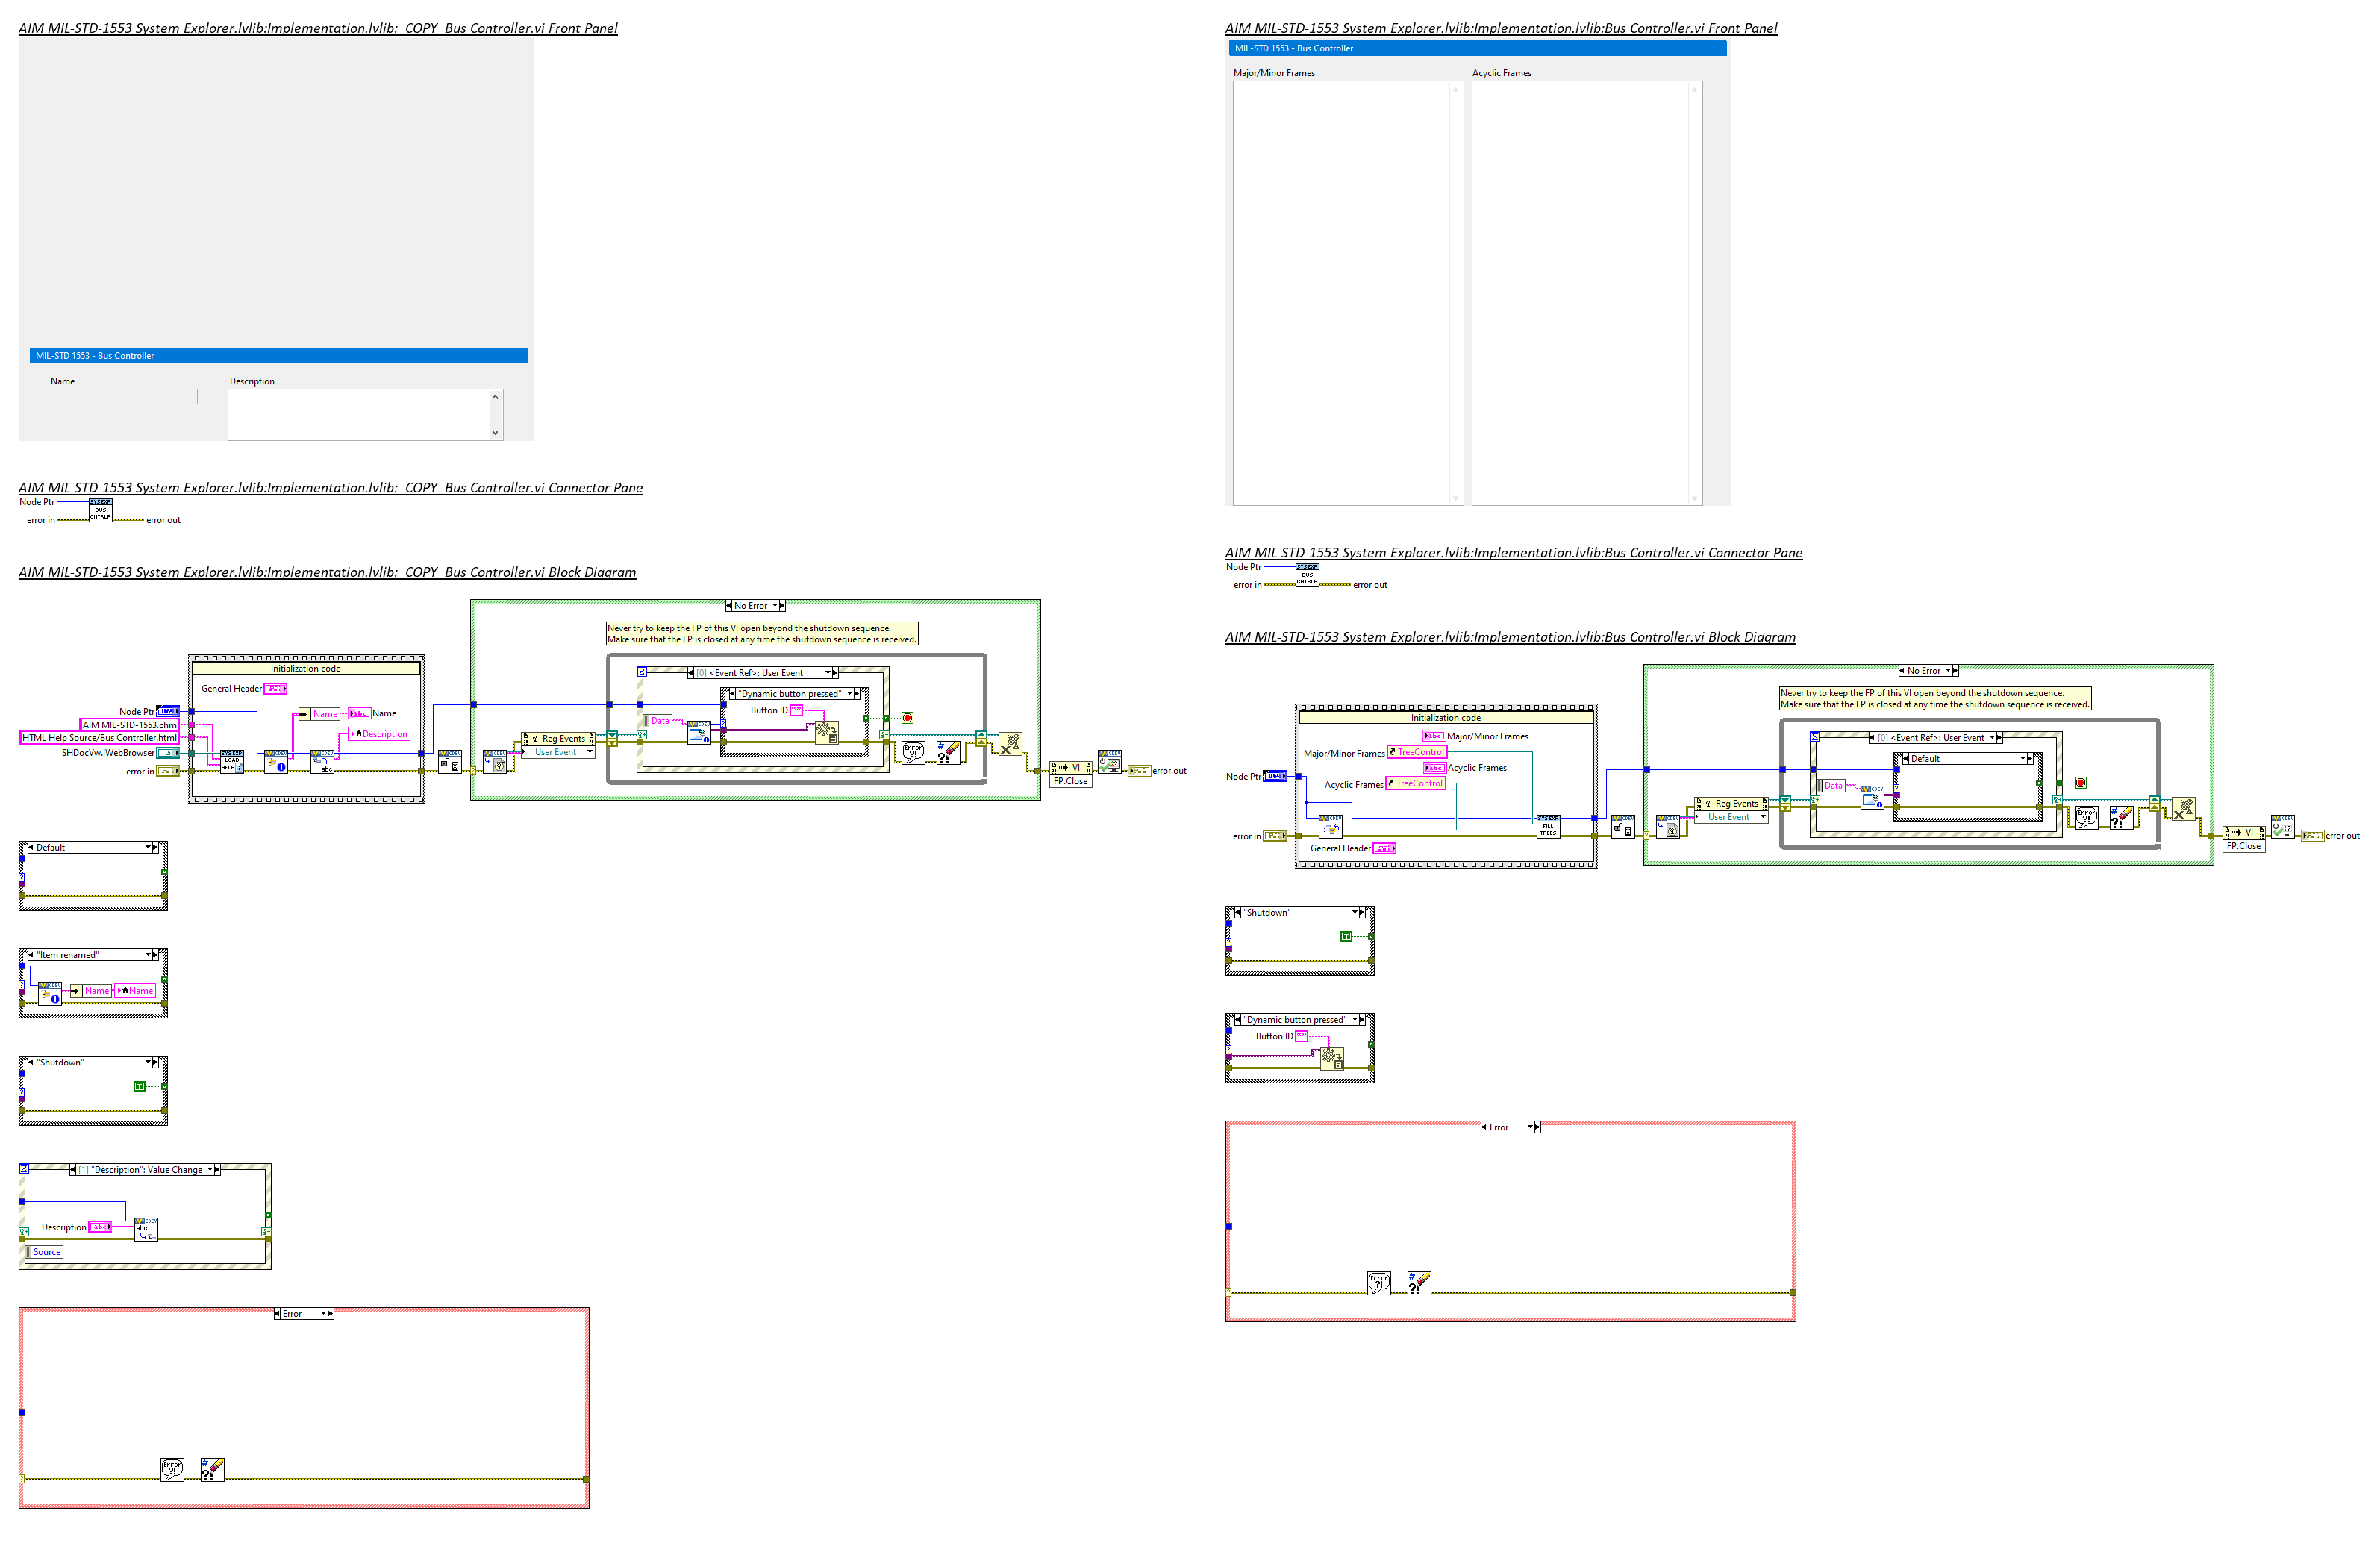 AIM MIL-STD-1553 System Explorer.lvlib:Implementation.lvlib:_COPY_Bus Controller.vi Front Panel
MIL-STD 1553 - Bus Controller
Name
Description
AIM MIL-STD-1553 System Explorer.lvlib:Implementation.lvlib:_COPY_Bus Controller.vi Connector Pane
Node Ptr
SYS EXP
BUS
CNTRLR
error in
error out
AIM MIL-STD-1553 System Explorer.lvlib:Implementation.lvlib:_COPY_Bus Controller.vi Block Diagram
No Error
Never try to keep the FP of this VI open beyond the shutdown sequence.
Make sure that the FP is closed at any time the shutdown sequence is received.
Initialization code
[0] <Event Ref>: User Event
General Header
"Dynamic button pressed"
Node Ptr
Name
Name
Button ID
AIM MIL-STD-1553.chm
Data
HTML Help Source/Bus Controller.html
Description
Reg Events
SHDocVw.IWebBrowser
User Event
LOAD
HELP
abc
Error
?!
#
?!
error in
VI
error out
FP.Close
Default
"Item renamed"
Name
Name
"Shutdown"
T
[1] "Description": Value Change
Description
abc
abc
Source
Error
Error
?!
#
?!
AIM MIL-STD-1553 System Explorer.lvlib:Implementation.lvlib:Bus Controller.vi Front Panel
MIL-STD 1553 - Bus Controller
Major/Minor Frames
Acyclic Frames
AIM MIL-STD-1553 System Explorer.lvlib:Implementation.lvlib:Bus Controller.vi Connector Pane
Node Ptr
SYS EXP
BUS
CNTRLR
error in
error out
AIM MIL-STD-1553 System Explorer.lvlib:Implementation.lvlib:Bus Controller.vi Block Diagram
No Error
Never try to keep the FP of this VI open beyond the shutdown sequence.
Make sure that the FP is closed at any time the shutdown sequence is received.
Initialization code
[0] <Event Ref>: User Event
Major/Minor Frames
Major/Minor Frames
TreeControl
Default
Acyclic Frames
Node Ptr
Acyclic Frames
TreeControl
Data
Reg Events
User Event
FILL
TREES
Error
?!
#
?!
error in
VI
error out
FP.Close
General Header
"Shutdown"
T
"Dynamic button pressed"
Button ID
Error
Error
?!
#
?!